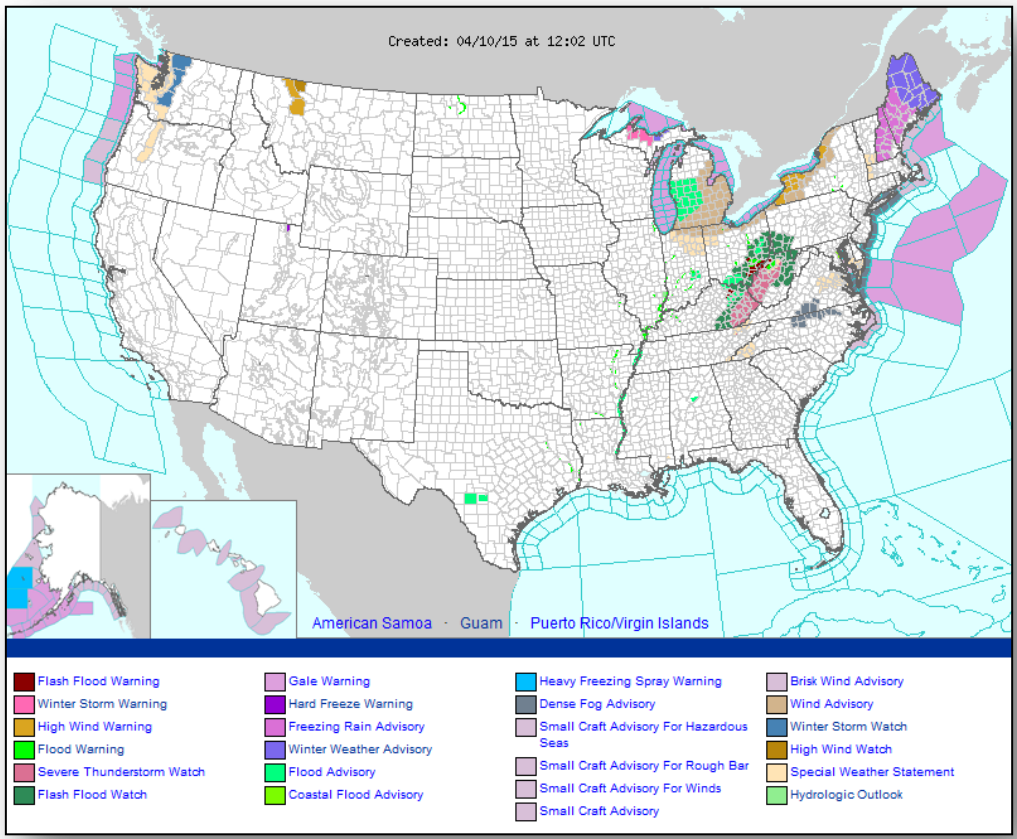 Created: 04/10/15 at 12:02 UTC
American Samoa · Guam · Puerto Rico/Virgin Islands
Flash Flood Warning
Winter Storm Warning
High Wind Warning
Flood Warning
Severe Thunderstorm Watch
Flash Flood Watch
Gale Warning
Hard Freeze Warning
Freezing Rain Advisory
Winter Weather Advisory
Flood Advisory
Coastal Flood Advisory
Heavy Freezing Spray Warning
Dense Fog Advisory
Small Craft Advisory For Hazardous
Seas
Small Craft Advisory For Rough Bar
Small Craft Advisory For Winds
Small Craft Advisory
Brisk Wind Advisory
Wind Advisory
Winter Storm Watch
High Wind Watch
Special Weather Statement
Hydrologic Outlook